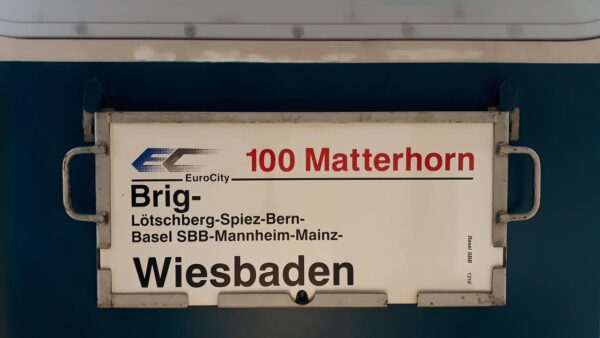 EC
100 Matterhorn
EuroCity
Brig-
Lötschberg-Spiez-Bern-
Basel SBB-Mannheim-Mainz-
Wiesbaden
Basel SBB 1310